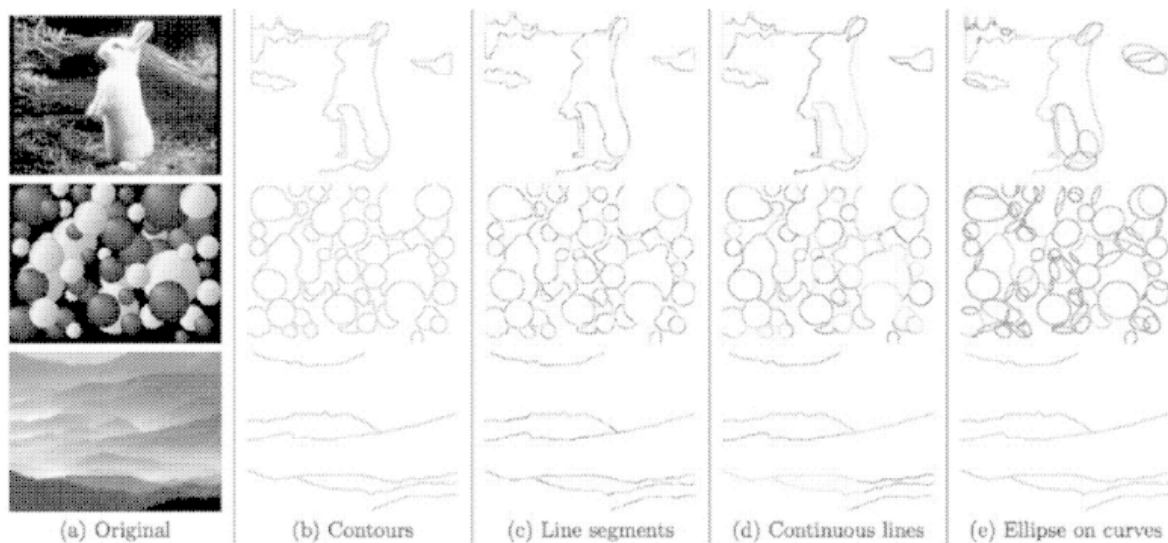 (a) Original
(b) Contours
(c) Line segments
(d) Continuous lines
(e) Ellipse on curves